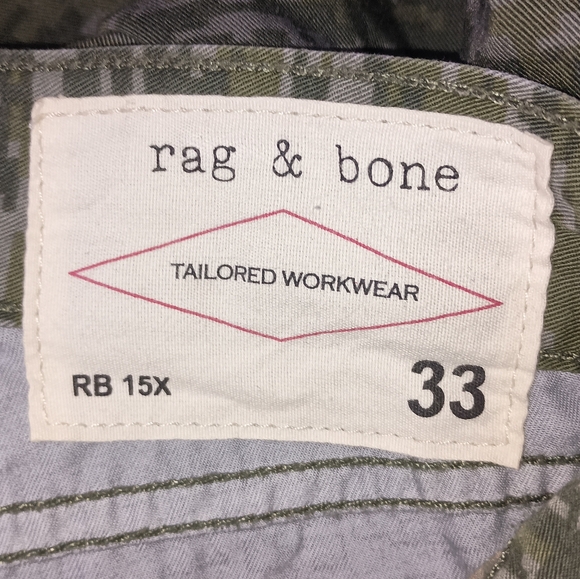 rag & bone
TAILORED WORKWEAR
RB 15X
33